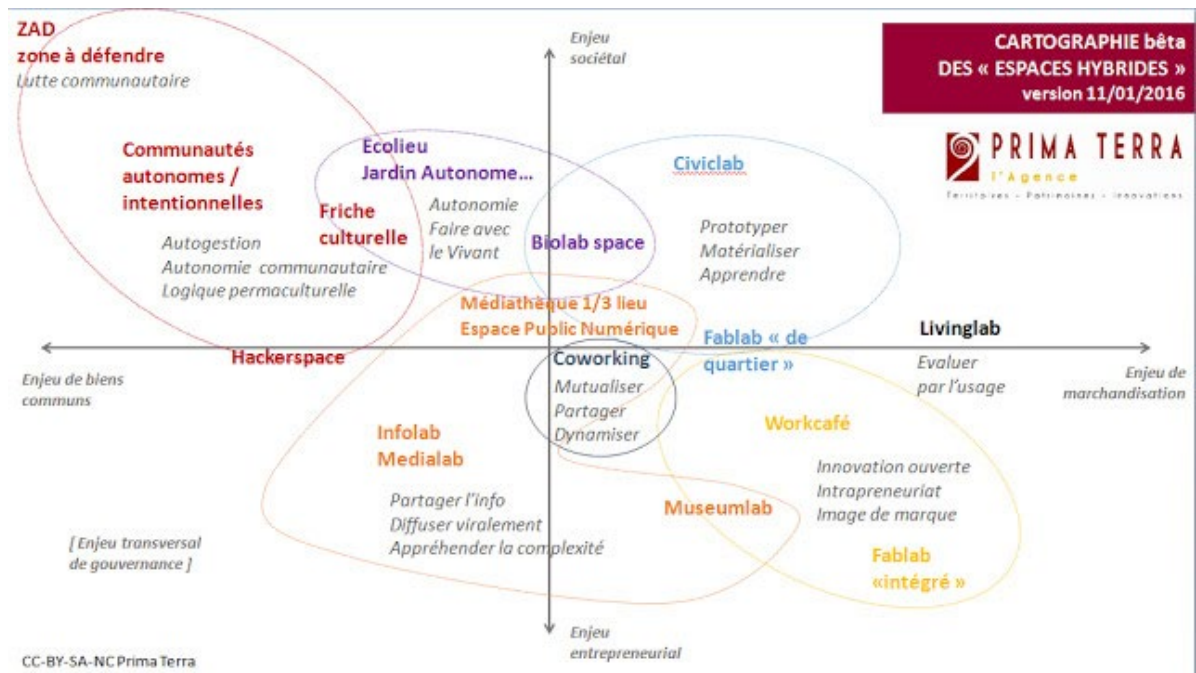 ZAD
zone à défendre
Lutte communautaire
Enjeu
sociétal
CARTOGRAPHIE bêta
DES « ESPACES HYBRIDES »
version 11/01/2016
PRIMA TERRA
l'Agence
Territoires - Patrimoines - Innovations
Communautés
autonomes /
intentionnelles
Autogestion
Autonomie communautaire
Logique permaculturelle
Friche
culturelle
Ecolieu
Jardin Autonome...
Autonomie
Faire avec
le Vivant
Biolab space
Civiclab
Prototyper
Matérialiser
Apprendre
Médiathèque 1/3 lieu
Espace Public Numérique
Hackerspace
Fablab « de
quartier »
Livinglab
Evaluer
par l'usage
Enjeu de biens
communs
Enjeu de
marchandisation
Coworking
Mutualiser
Partager
Dynamiser
Infolab
Medialab
Partager l'info
Diffuser viralement
Appréhender la complexité
Workcafé
Innovation ouverte
Intrapreneuriat
Image de marque
Museumlab
Fablab
«intégré »
[ Enjeu transversal
de gouvernance ]
Enjeu
entrepreneurial
CC-BY-SA-NC Prima Terra